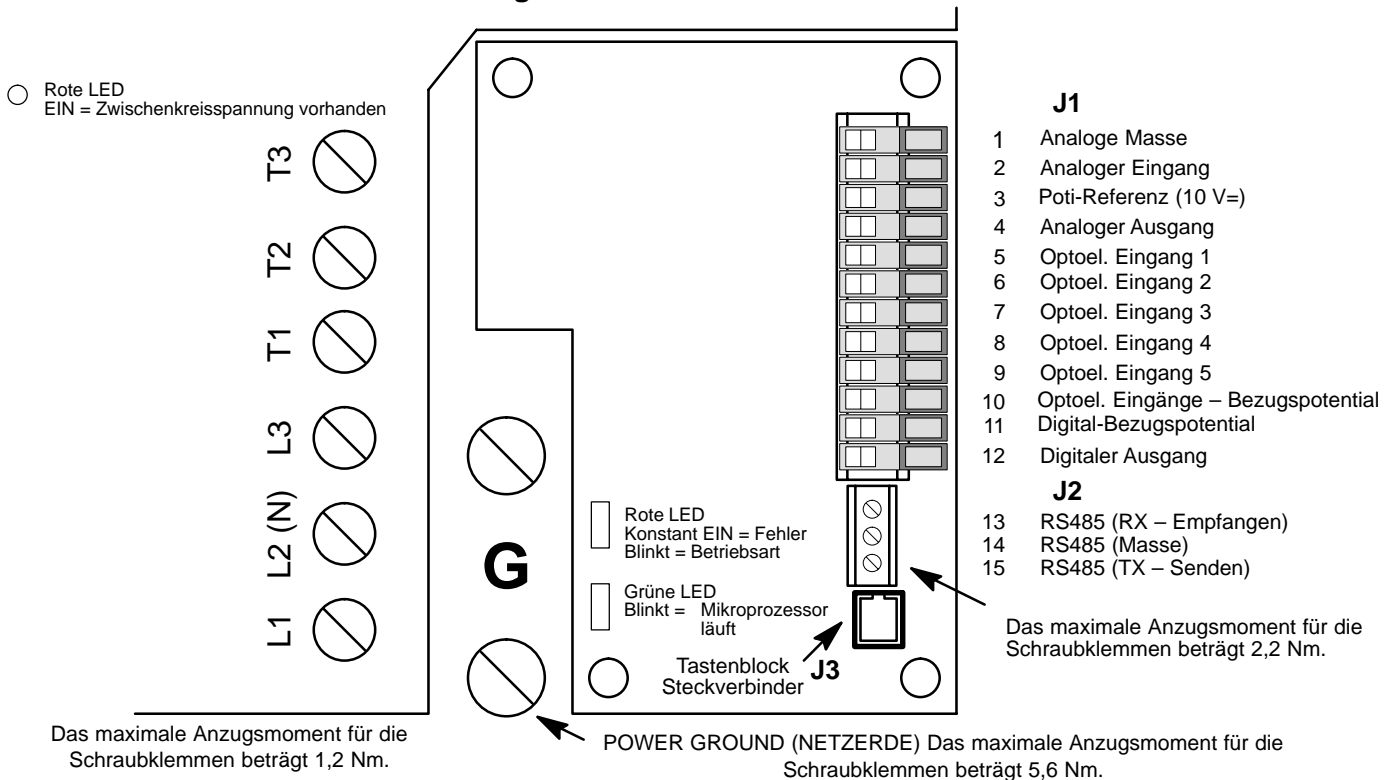 Rote LED
EIN = Zwischenkreisspannung vorhanden
T3
T2
T1
L3
L2 (N)
L1
Das maximale Anzugsmoment für die
Schraubklemmen beträgt 1,2 Nm.
G
Rote LED
Konstant EIN = Fehler
Blinkt = Betriebsart
Grüne LED
Blinkt = Mikroprozessor
läuft
Tastenblock
Steckverbinder
J3
J1
1 Analoge Masse
2 Analoger Eingang
3 Poti-Referenz (10 V=)
4 Analoger Ausgang
5 Optoel. Eingang 1
6 Optoel. Eingang 2
7 Optoel. Eingang 3
8 Optoel. Eingang 4
9 Optoel. Eingang 5
10 Optoel. Eingänge – Bezugspotential
11 Digital-Bezugspotential
12 Digitaler Ausgang
J2
13 RS485 (RX – Empfangen)
14 RS485 (Masse)
15 RS485 (TX – Senden)
Das maximale Anzugsmoment für die
Schraubklemmen beträgt 2,2 Nm.
POWER GROUND (NETZERDE) Das maximale Anzugsmoment für die
Schraubklemmen beträgt 5,6 Nm.